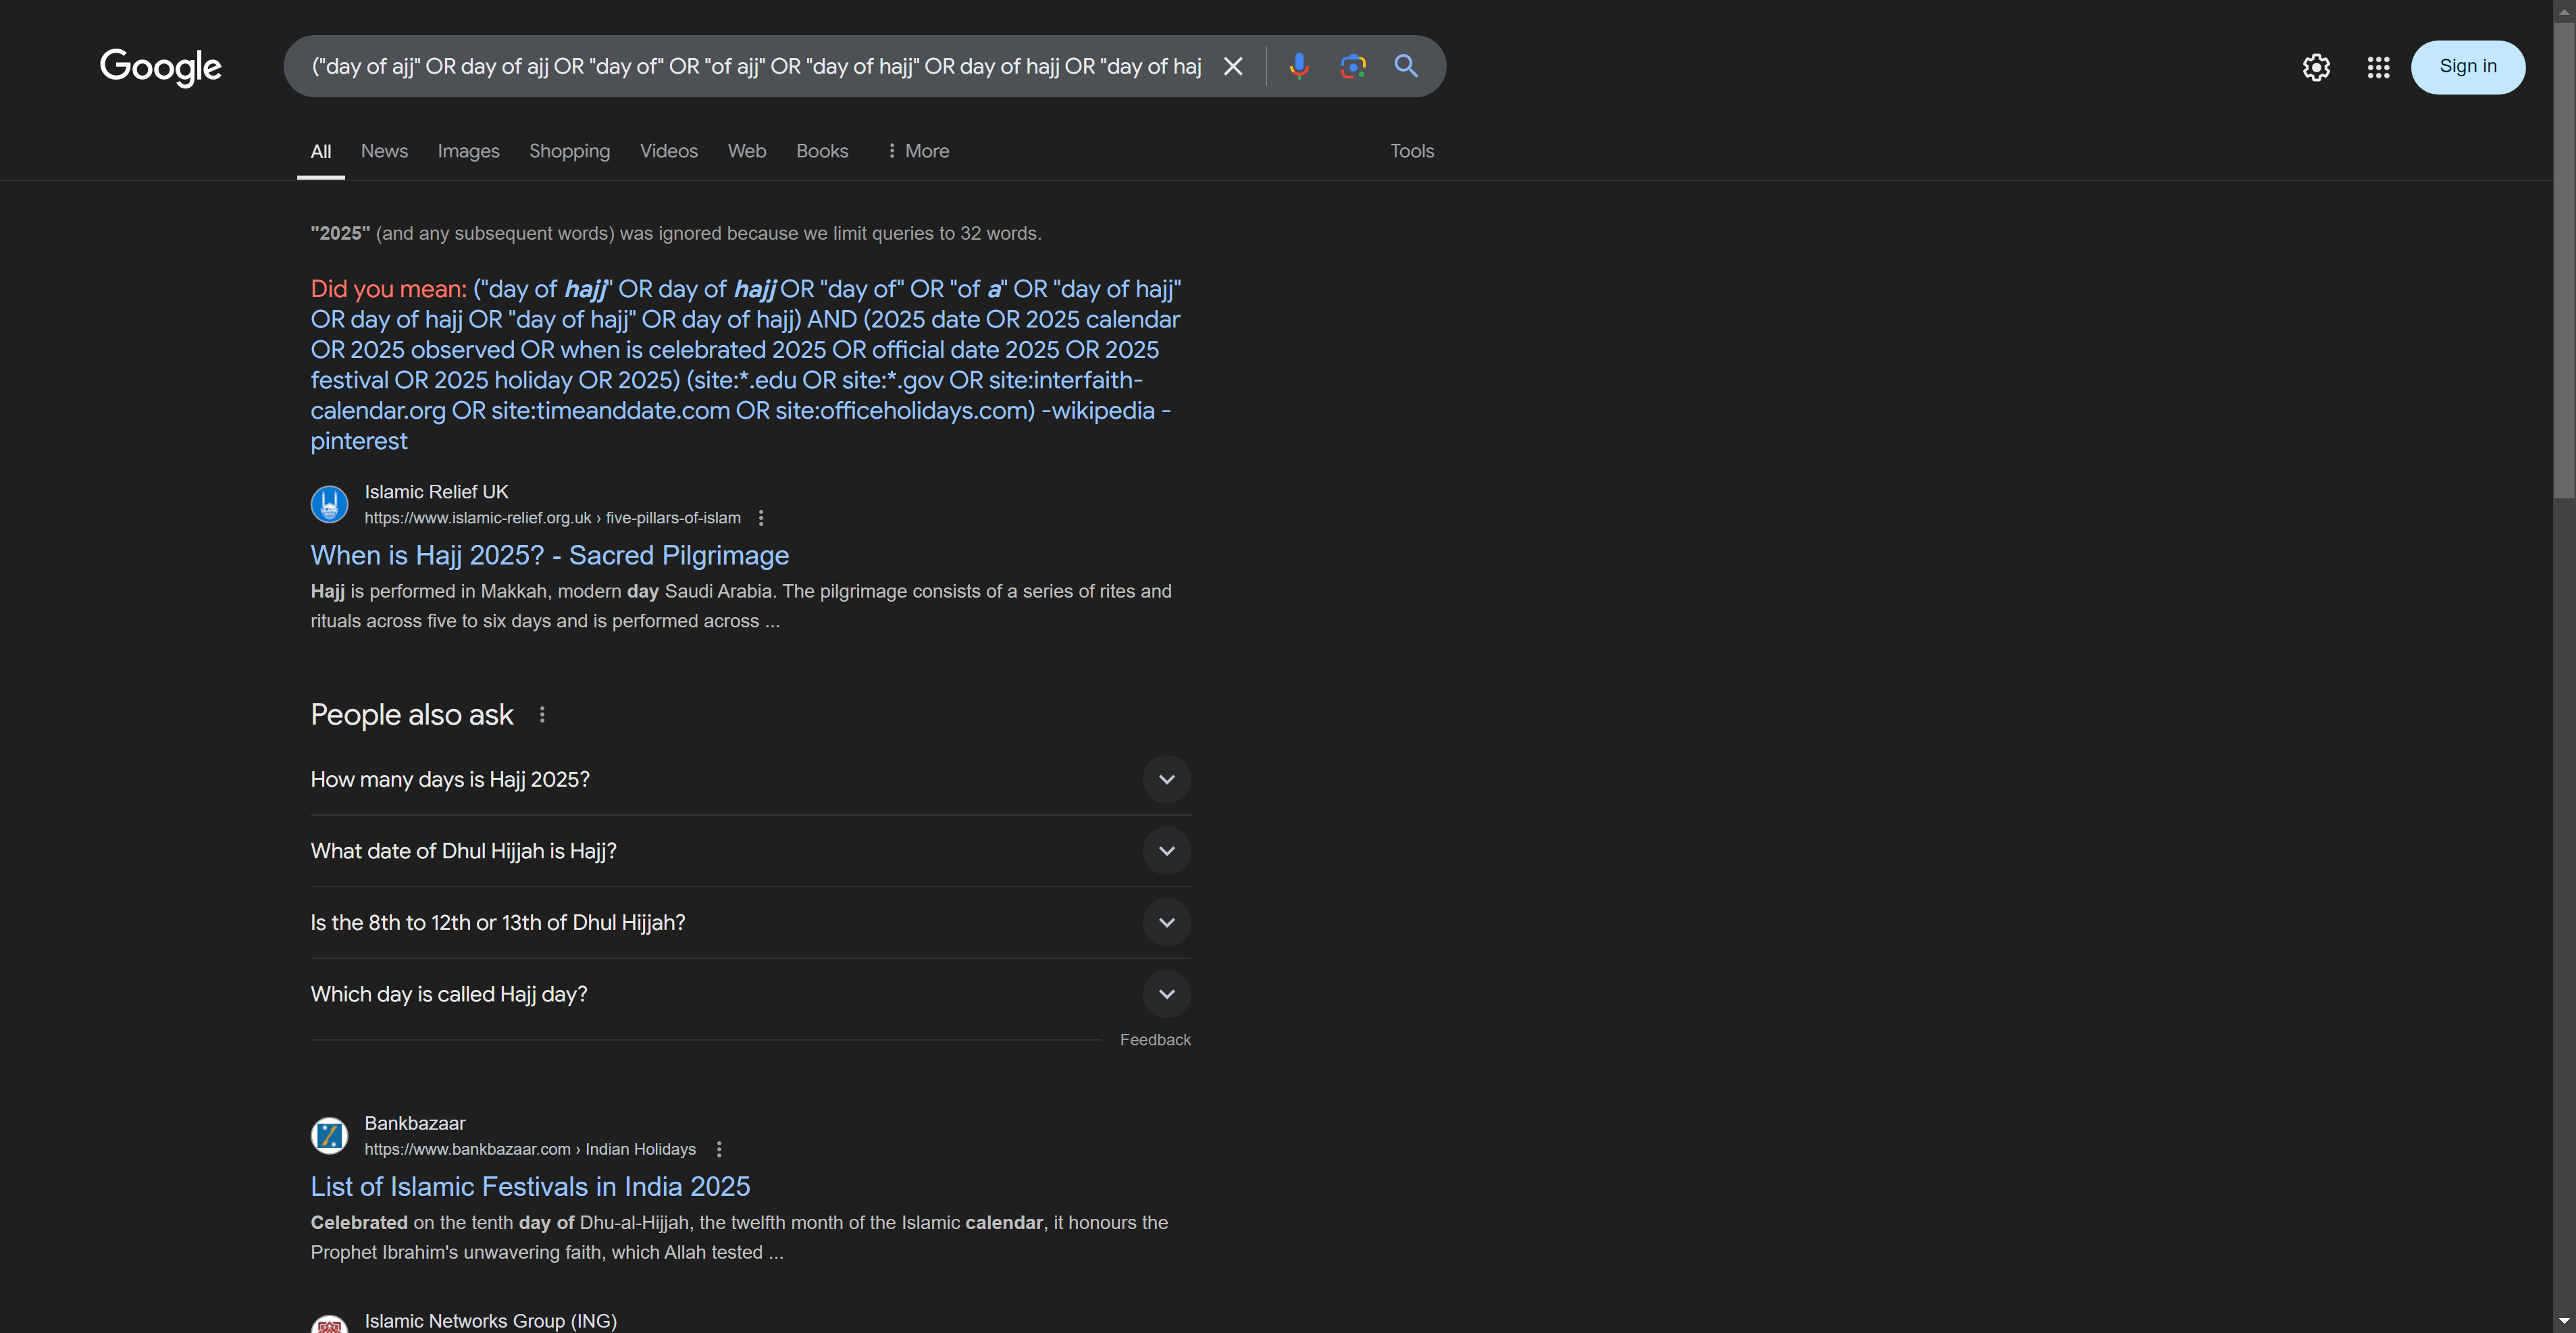 Google
("day of ajj" OR day of ajj OR "day of" OR "of ajj" OR "day of hajj" OR day of hajj OR "day of haj
Sign in
All News Images Shopping Videos Web Books More Tools
"2025" (and any subsequent words) was ignored because we limit queries to 32 words.
Did you mean: ("day of hajj" OR day of hajj OR "day of" OR "of a" OR "day of hajj"
OR day of hajj OR "day of hajj" OR day of hajj) AND (2025 date OR 2025 calendar
OR 2025 observed OR when is celebrated 2025 OR official date 2025 OR 2025
festival OR 2025 holiday OR 2025) (site:*.edu OR site:*.gov OR site:interfaith-
calendar.org OR site:timeanddate.com OR site:officeholidays.com) -wikipedia -
pinterest
Islamic Relief UK
https://www.islamic-relief.org.uk › five-pillars-of-islam
When is Hajj 2025? - Sacred Pilgrimage
Hajj is performed in Makkah, modern day Saudi Arabia. The pilgrimage consists of a series of rites and
rituals across five to six days and is performed across ...
People also ask
How many days is Hajj 2025?
What date of Dhul Hijjah is Hajj?
Is the 8th to 12th or 13th of Dhul Hijjah?
Which day is called Hajj day?
Feedback
Bankbazaar
https://www.bankbazaar.com › Indian Holidays
List of Islamic Festivals in India 2025
Celebrated on the tenth day of Dhu-al-Hijjah, the twelfth month of the Islamic calendar, it honours the
Prophet Ibrahim's unwavering faith, which Allah tested ...
Islamic Networks Group (ING)